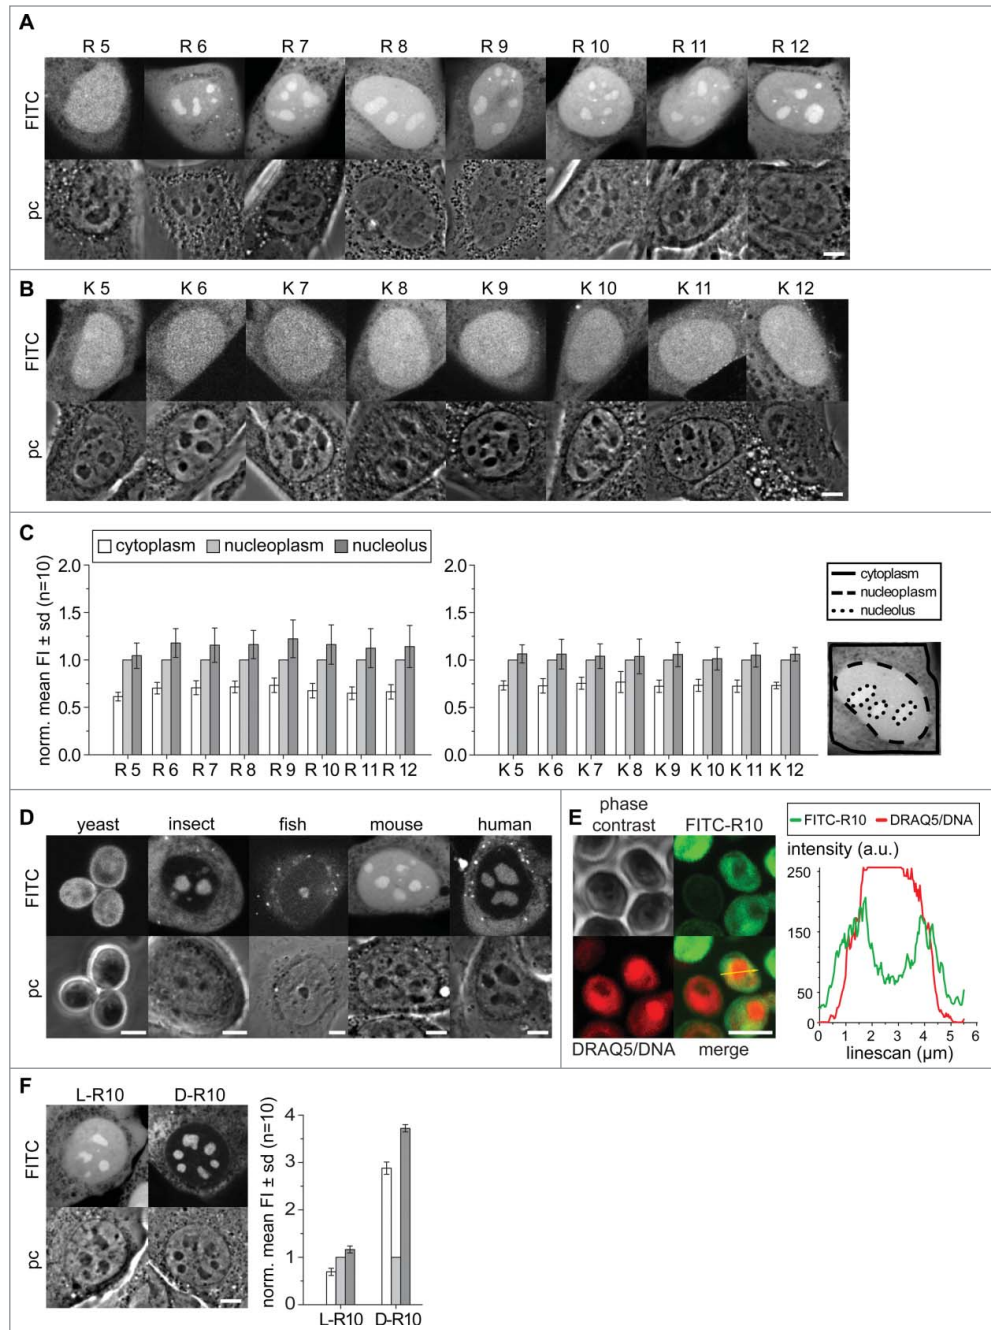 A
R 5 R 6 R 7 R 8 R 9 R 10 R 11 R 12
FITC
pc
B
K 5 K 6 K 7 K 8 K 9 K 10 K 11 K 12
FITC
pc
C
cytoplasm nucleoplasm nucleolus
norm. mean FI ± sd (n=10)
2.0
1.5
1.0
0.5
0.0
R 5 R 6 R 7 R 8 R 9 R 10 R 11 R 12
2.0
1.5
1.0
0.5
0.0
K 5 K 6 K 7 K 8 K 9 K 10 K 11 K 12
cytoplasm
nucleoplasm
nucleolus
D
yeast insect fish mouse human
FITC
pc
E
phase
contrast FITC-R10
DRAQ5/DNA merge
FITC-R10 DRAQ5/DNA
intensity (a.u.)
250
150
50
0
0 1 2 3 4 5 6
linescan (µm)
F
L-R10 D-R10
FITC
pc
norm. mean FI ± sd (n=10)
4
3
2
1
0
L-R10 D-R10